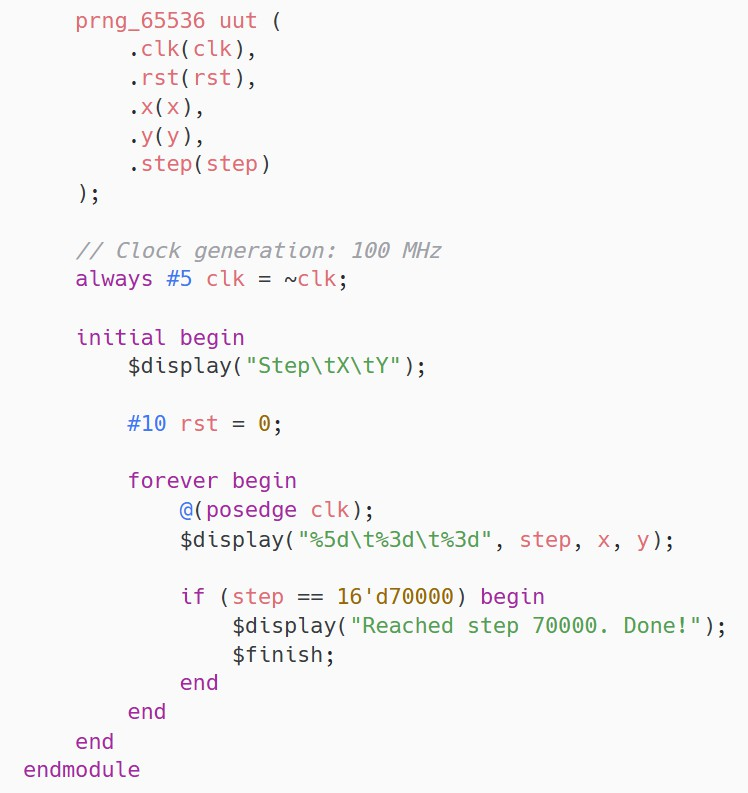 prng_65536 uut (
.clk(clk),
.rst(rst),
.x(x),
.y(y),
.step(step)
);
// Clock generation: 100 MHz
always #5 clk = ~clk;
initial begin
$display("Step\tX\tY");
#10 rst = 0;
forever begin
@(posedge clk);
$display("%5d\t%3d\t%3d", step, x, y);
if (step == 16'd70000) begin
$display("Reached step 70000. Done!");
$finish;
end
end
end
endmodule